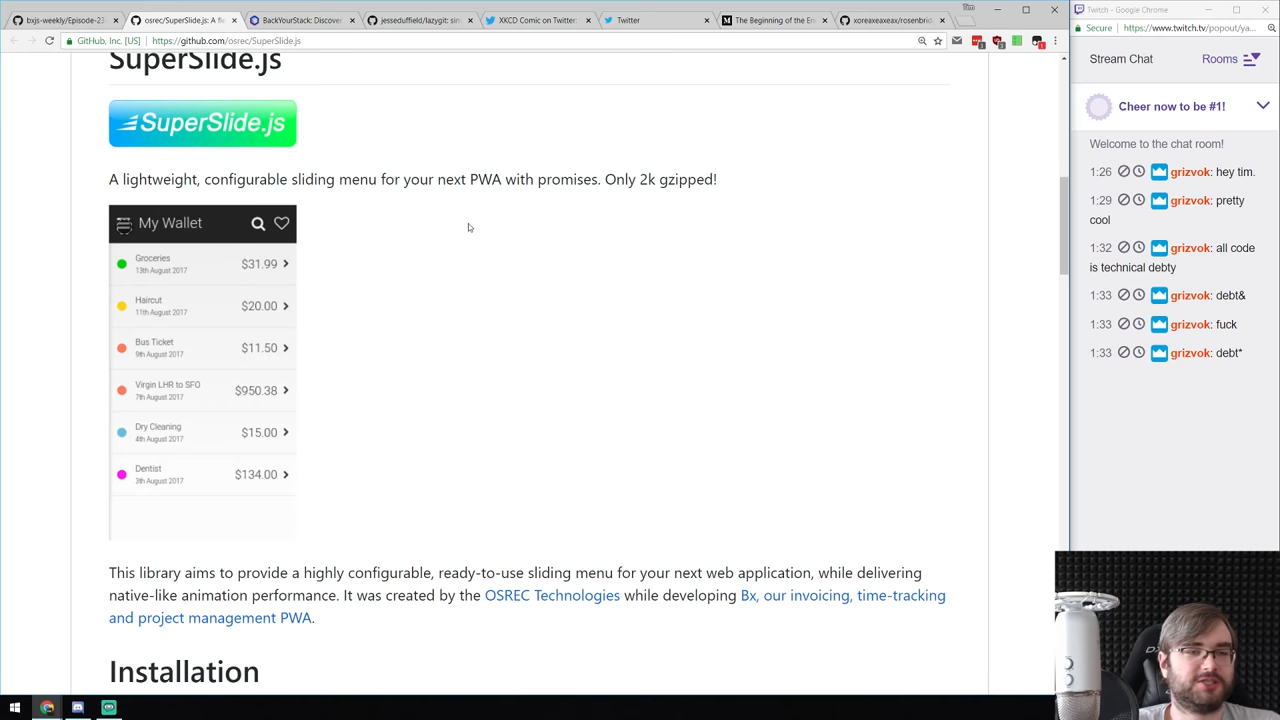 bxjs-weekly/Episode-23
osrec/SuperSlide.js: A fle
BackYourStack: Discover
jesseduffield/lazygit: sim
XKCD Comic on Twitter:
Twitter
The Beginning of the En
xoreaxeaxeax/rosenbrid
Tim
GitHub, Inc. [US]
https://github.com/osrec/SuperSlide.js
SuperSlide.js
SuperSlide.js
A lightweight, configurable sliding menu for your next PWA with promises. Only 2k gzipped!
My Wallet
Groceries
13th August 2017
$31.99
Haircut
11th August 2017
$20.00
Bus Ticket
9th August 2017
$11.50
Virgin LHR to SFO
7th August 2017
$950.38
Dry Cleaning
4th August 2017
$15.00
Dentist
3th August 2017
$134.00
This library aims to provide a highly configurable, ready-to-use sliding menu for your next web application, while delivering
native-like animation performance. It was created by the OSREC Technologies while developing Bx, our invoicing, time-tracking
and project management PWA.
Installation
Twitch - Google Chrome
Secure
https://www.twitch.tv/popout/ya...
Stream Chat
Rooms
Cheer now to be #1!
Welcome to the chat room!
1:26 grizvok: hey tim.
1:29 grizvok: pretty
cool
1:32 grizvok: all code
is technical debty
1:33 grizvok: debt&
1:33 grizvok: fuck
1:33 grizvok: debt*